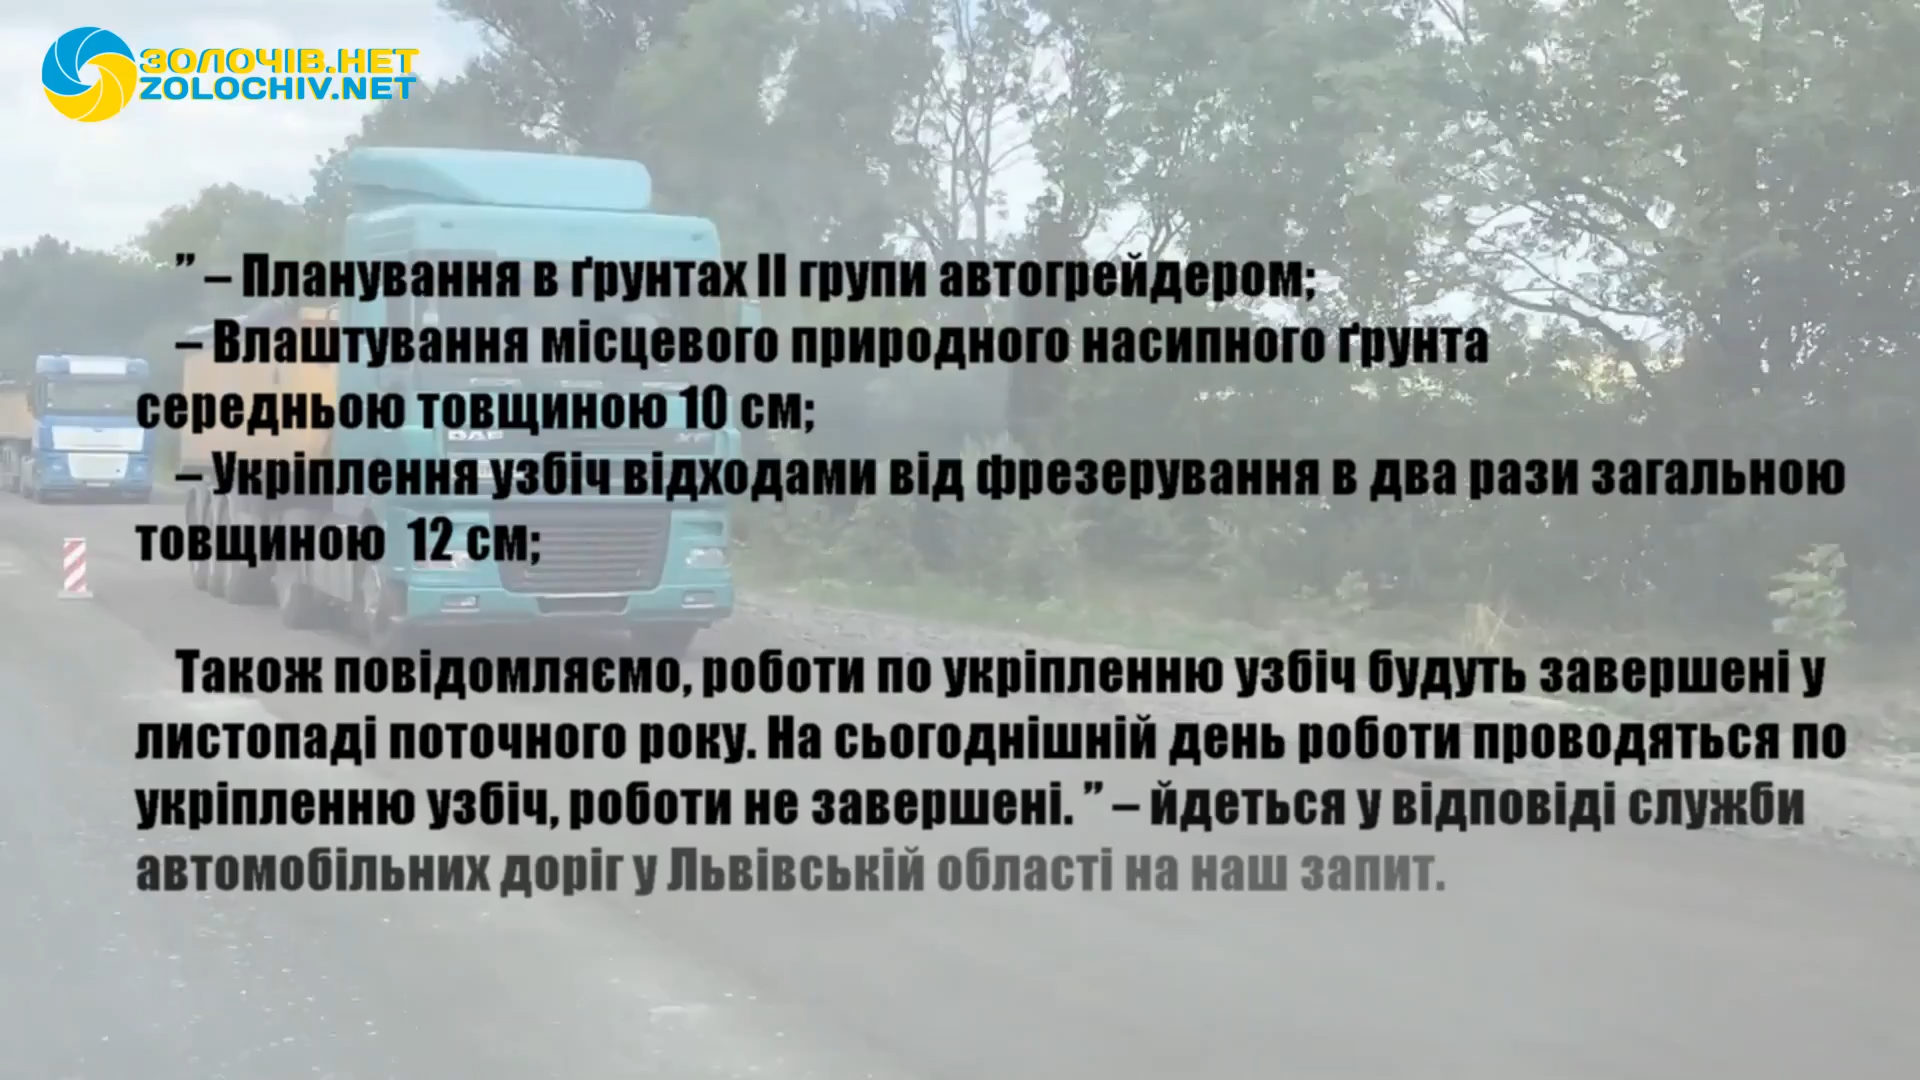 ЗОЛОЧІВ.НЕТ
ZOLOCHIV.NET
” – Планування в ґрунтах II групи автогрейдером;
– Влаштування місцевого природного насипного ґрунта
середньою товщиною 10 см;
– Укріплення узбіч відходами від фрезерування в два рази загальною
товщиною 12 см;
Також повідомляємо, роботи по укріпленню узбіч будуть завершені у
листопаді поточного року. На сьогоднішній день роботи проводяться по
укріпленню узбіч, роботи не завершені. ” – йдеться у відповіді служби
автомобільних доріг у Львівській області на наш запит.
DAF
XF